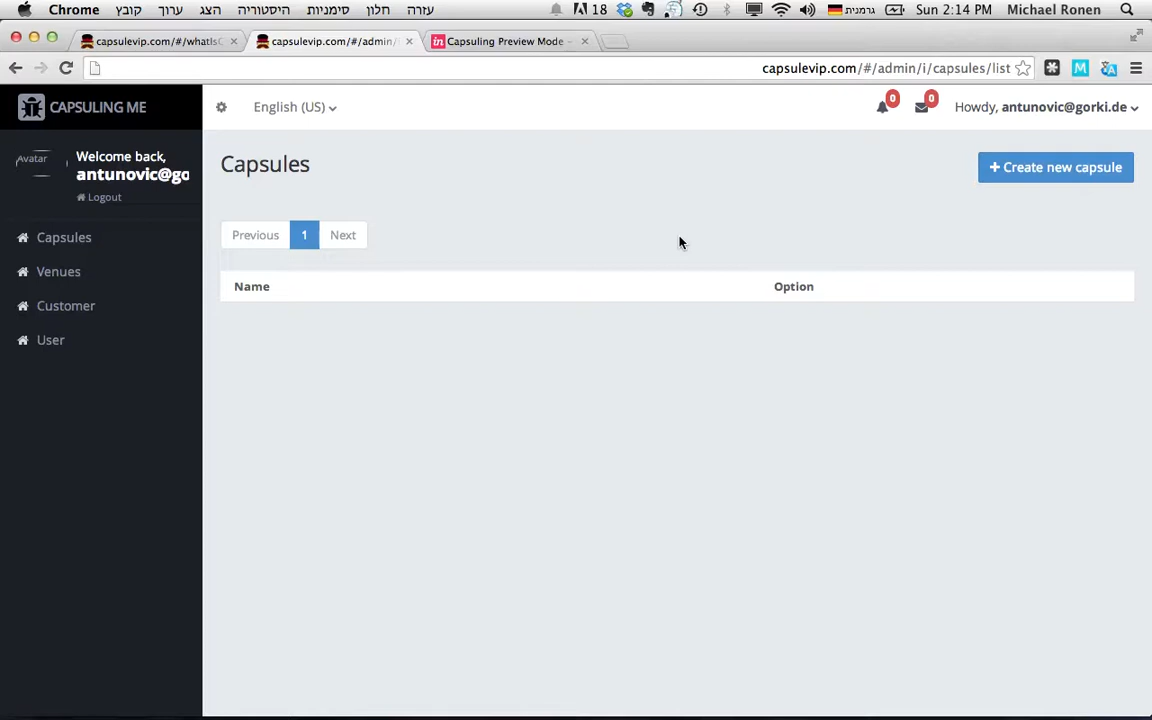 Chrome קובץ ערוך הצג היסטוריה סימניות חלון עזרה 18 גרמנית Sun 2:14 PM Michael Ronen
capsulevip.com/#/whatIs
capsulevip.com/#/admin/
in Capsuling Preview Mode -
capsulevip.com/#/admin/i/capsules/list M
CAPSULING ME
English (US)
0
0
Howdy, antunovic@gorki.de
Avatar
Welcome back,
antunovic@go
Logout
Capsules
Venues
Customer
User
Capsules
+ Create new capsule
Previous 1 Next
Name Option